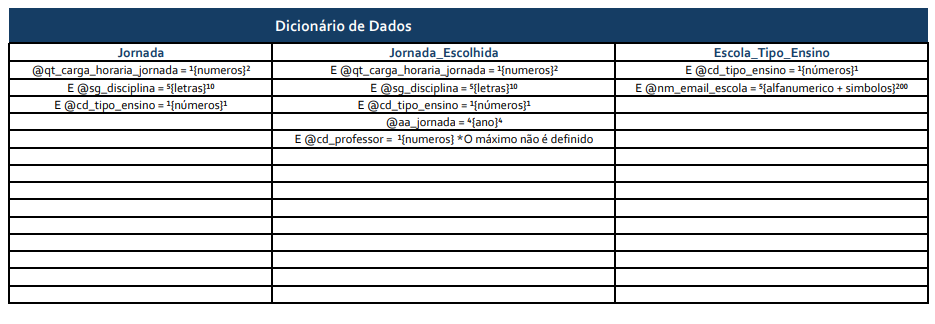 Dicionário de Dados
Jornada
@qt_carga_horaria_jornada = ¹{numeros}²
E @sg_disciplina = ⁵{letras}¹⁰
E @cd_tipo_ensino = ¹{números}¹
Jornada_Escolhida
E @qt_carga_horaria_jornada = ¹{numeros}²
E @sg_disciplina = ⁵{letras}¹⁰
E @cd_tipo_ensino = ¹{números}¹
@aa_jornada = ⁴{ano}⁴
E @cd_professor = ¹{numeros} *O máximo não é definido
Escola_Tipo_Ensino
E @cd_tipo_ensino = ¹{números}¹
E @nm_email_escola = ⁵{alfanumerico + simbolos}²⁰⁰